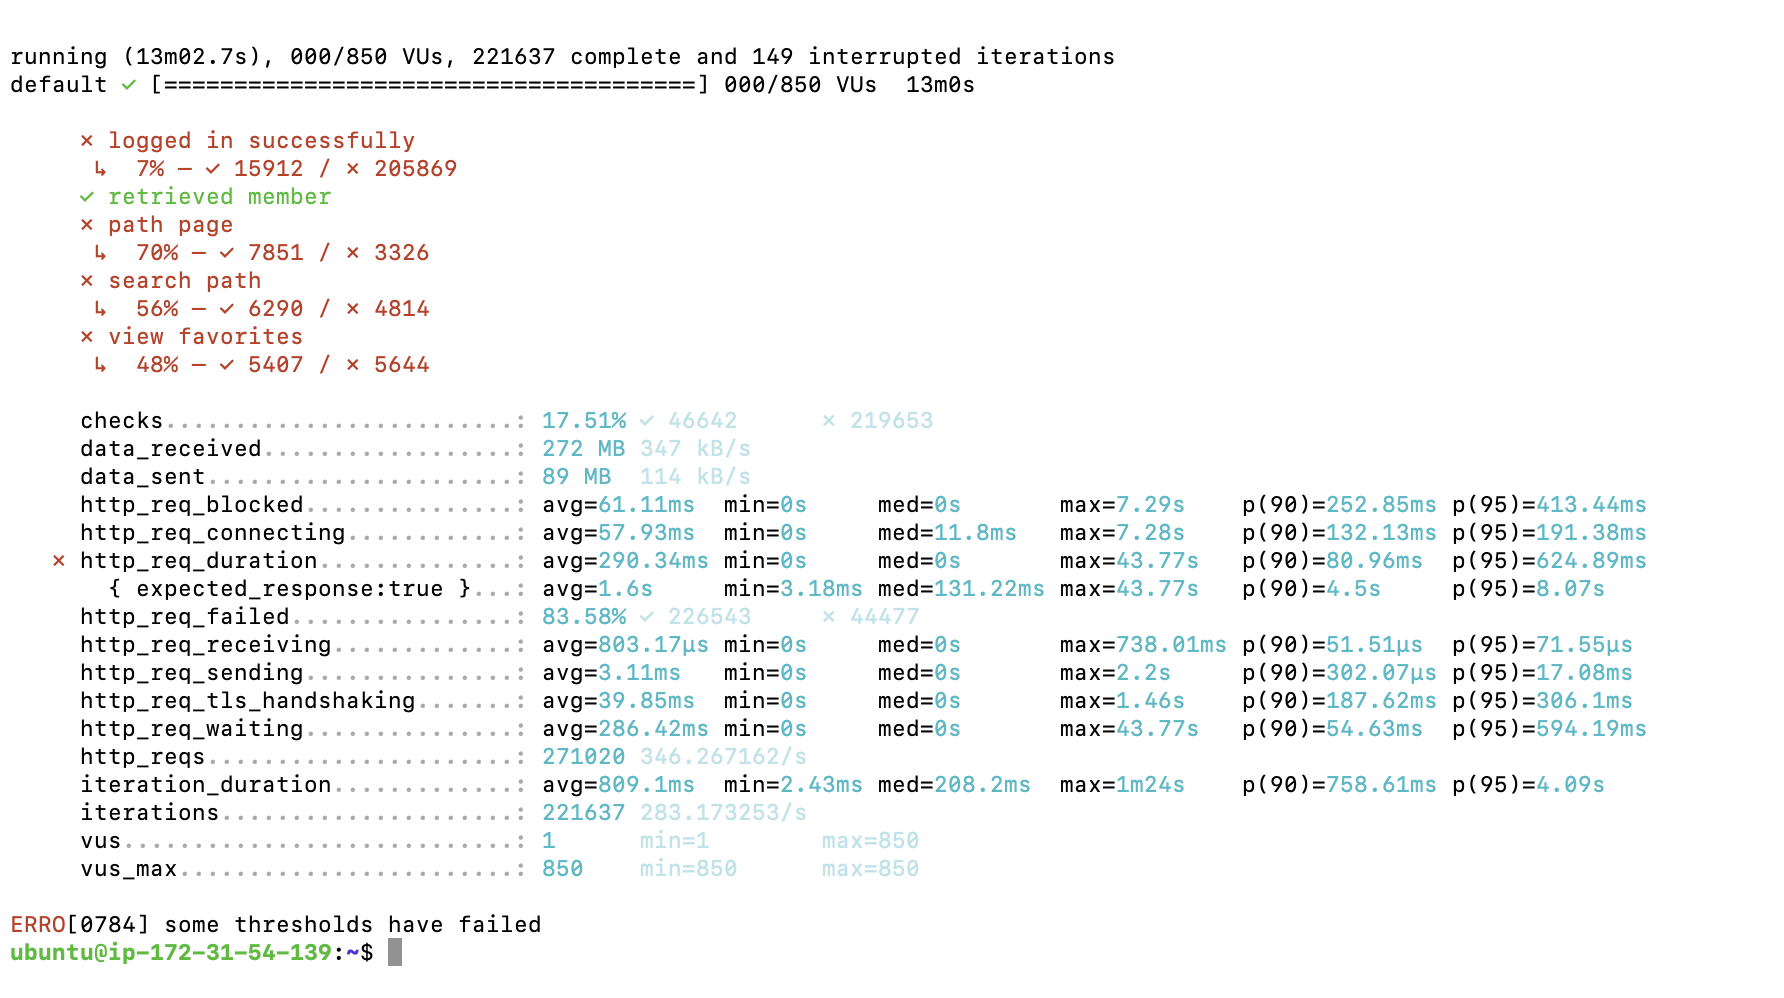 running (13m02.7s), 000/850 VUs, 221637 complete and 149 interrupted iterations
default ✓ [======================================] 000/850 VUs  13m0s

     ✗ logged in successfully
      ↳  7% — ✓ 15912 / ✗ 205869
     ✓ retrieved member
     ✗ path page
      ↳  70% — ✓ 7851 / ✗ 3326
     ✗ search path
      ↳  56% — ✓ 6290 / ✗ 4814
     ✗ view favorites
      ↳  48% — ✓ 5407 / ✗ 5644

     checks.........................: 17.51% ✓ 46642      ✗ 219653
     data_received..................: 272 MB 347 kB/s
     data_sent......................: 89 MB  114 kB/s
     http_req_blocked...............: avg=61.11ms  min=0s     med=0s       max=7.29s    p(90)=252.85ms p(95)=413.44ms
     http_req_connecting............: avg=57.93ms  min=0s     med=11.8ms   max=7.28s    p(90)=132.13ms p(95)=191.38ms
   ✗ http_req_duration..............: avg=290.34ms min=0s     med=0s       max=43.77s   p(90)=80.96ms  p(95)=624.89ms
       { expected_response:true }...: avg=1.6s     min=3.18ms med=131.22ms max=43.77s   p(90)=4.5s     p(95)=8.07s
     http_req_failed................: 83.58% ✓ 226543     ✗ 44477
     http_req_receiving.............: avg=803.17µs min=0s     med=0s       max=738.01ms p(90)=51.51µs  p(95)=71.55µs
     http_req_sending...............: avg=3.11ms   min=0s     med=0s       max=2.2s     p(90)=302.07µs p(95)=17.08ms
     http_req_tls_handshaking.......: avg=39.85ms  min=0s     med=0s       max=1.46s    p(90)=187.62ms p(95)=306.1ms
     http_req_waiting...............: avg=286.42ms min=0s     med=0s       max=43.77s   p(90)=54.63ms  p(95)=594.19ms
     http_reqs......................: 271020 346.267162/s
     iteration_duration.............: avg=809.1ms  min=2.43ms med=208.2ms  max=1m24s    p(90)=758.61ms p(95)=4.09s
     iterations.....................: 221637 283.173253/s
     vus............................: 1      min=1        max=850
     vus_max........................: 850    min=850      max=850

ERRO[0784] some thresholds have failed
ubuntu@ip-172-31-54-139:~$